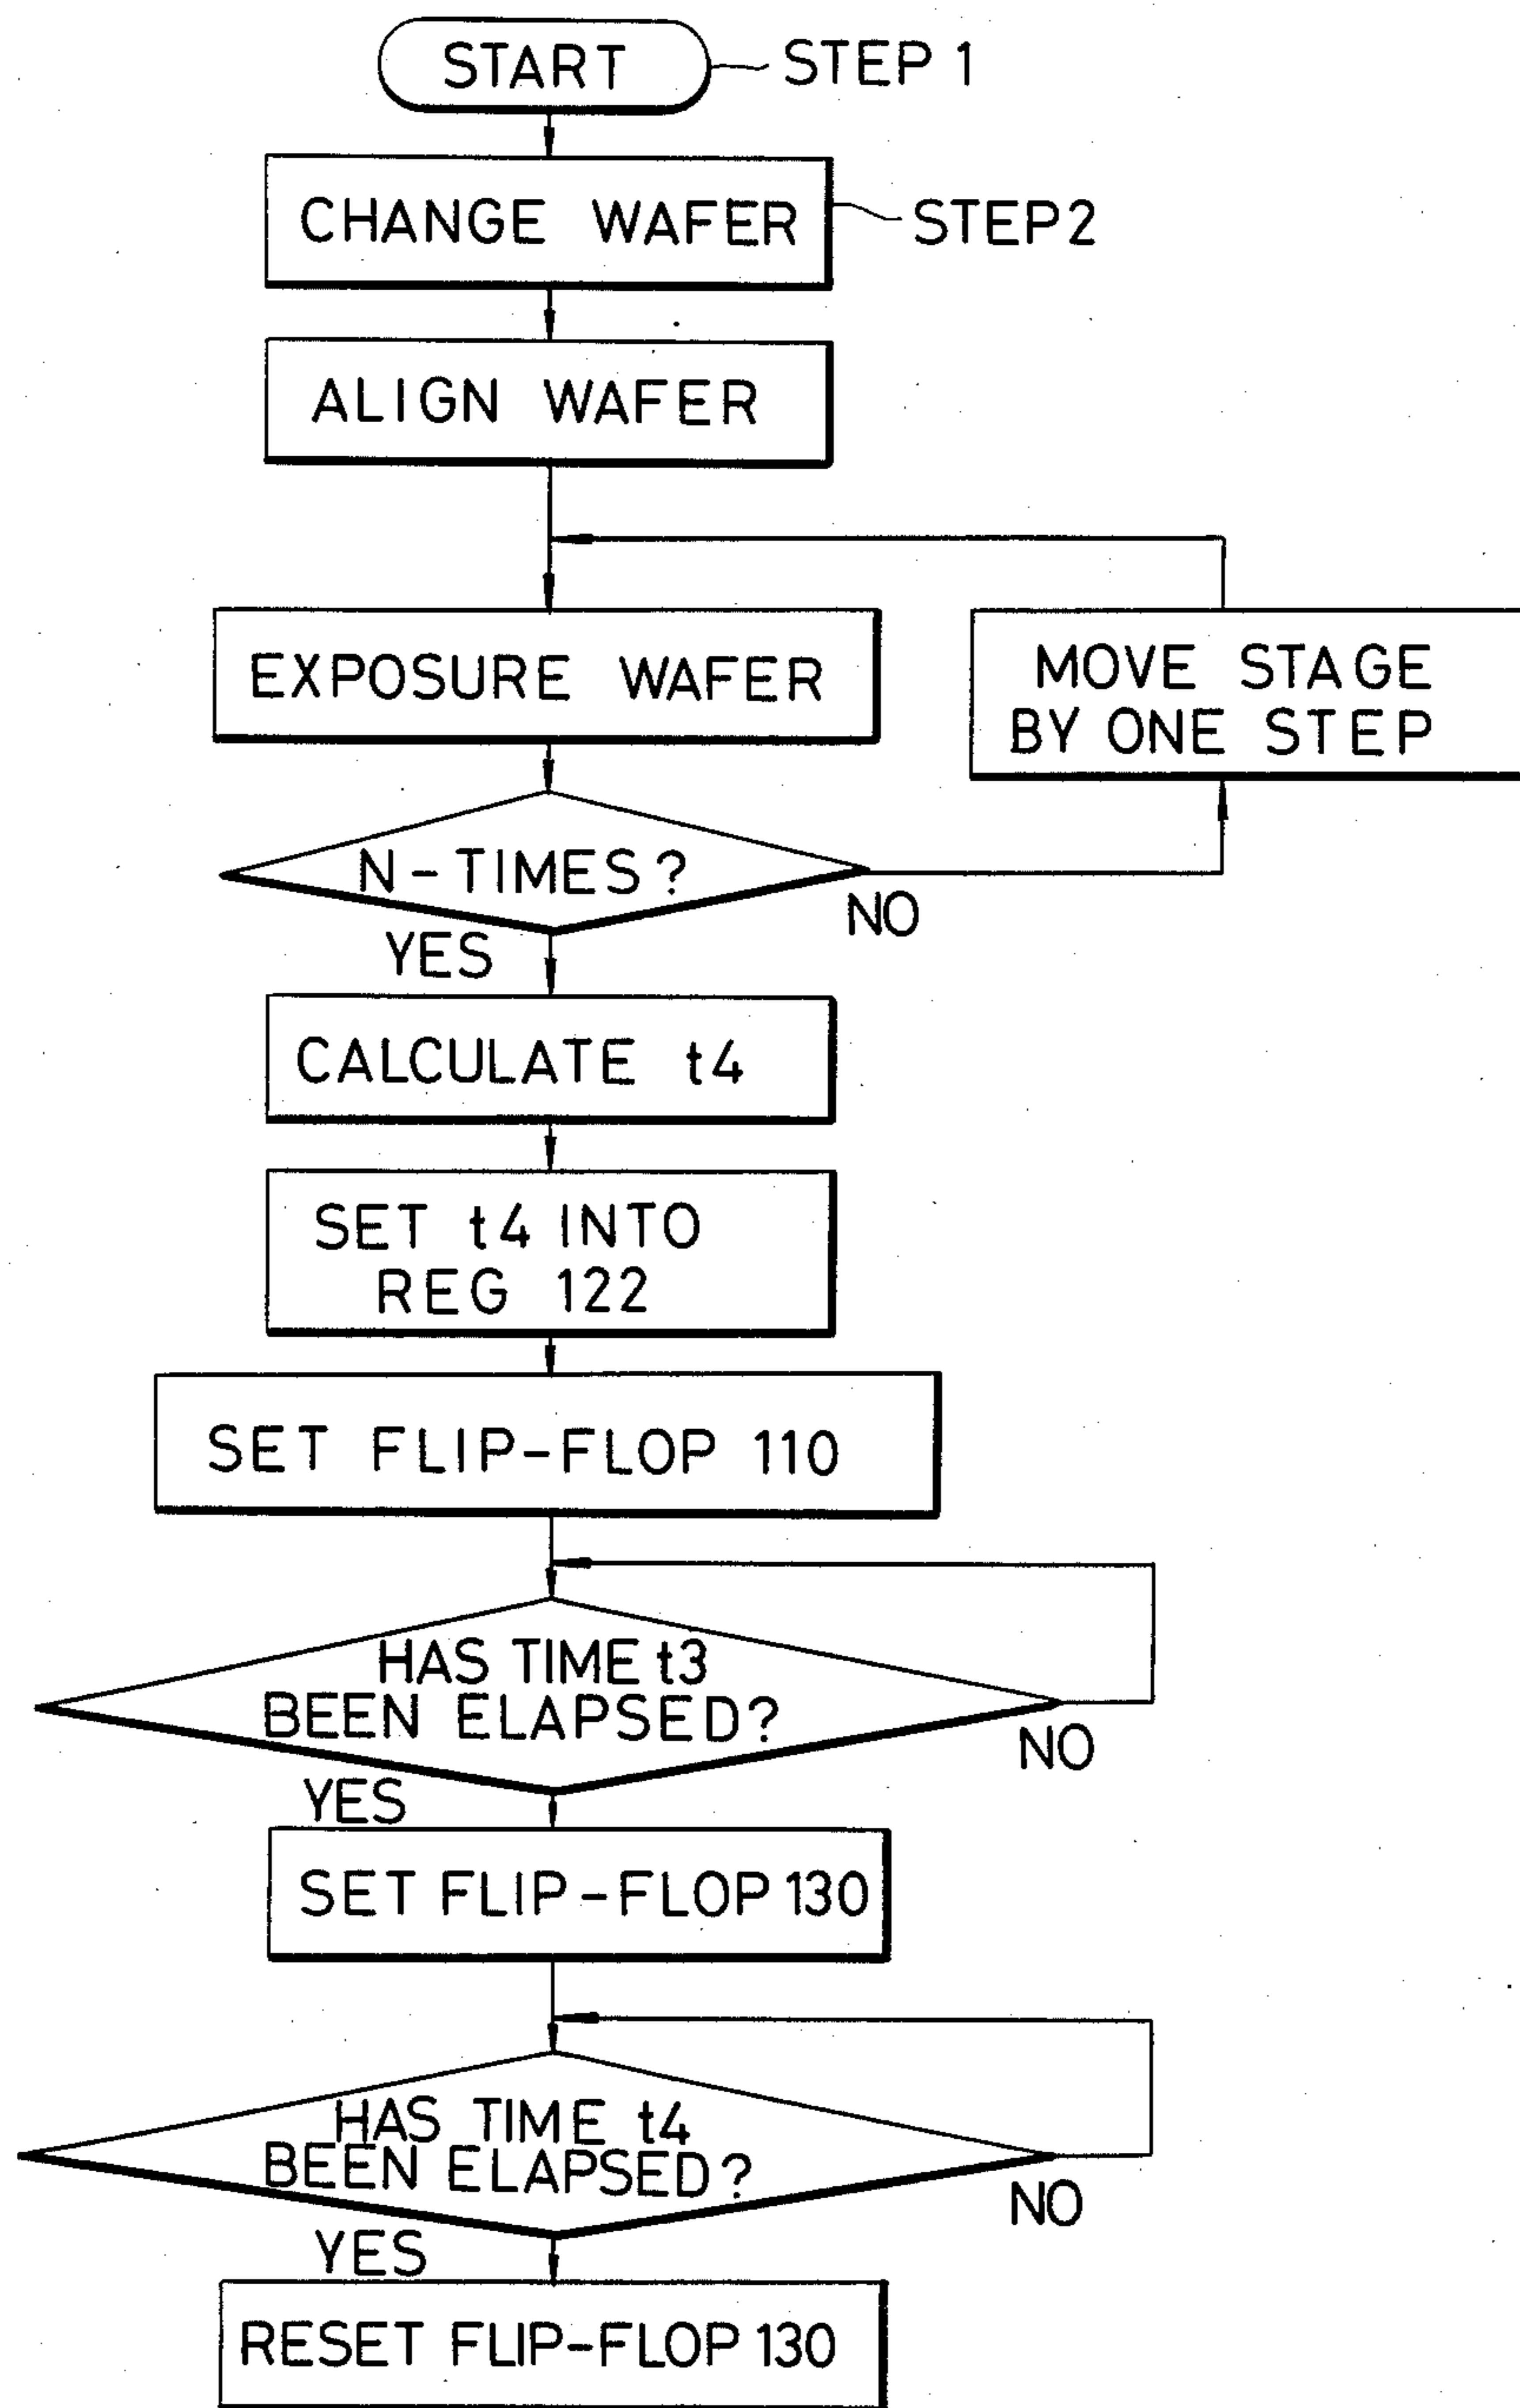 START
STEP 1
CHANGE WAFER
STEP2
ALIGN WAFER
EXPOSURE WAFER
MOVE STAGE
BY ONE STEP
N-TIMES?
NO
YES
CALCULATE t4
SET t4 INTO
REG 122
SET FLIP-FLOP 110
HAS TIME t3
BEEN ELAPSED?
NO
YES
SET FLIP-FLOP 130
HAS TIME t4
BEEN ELAPSED?
NO
YES
RESET FLIP-FLOP 130